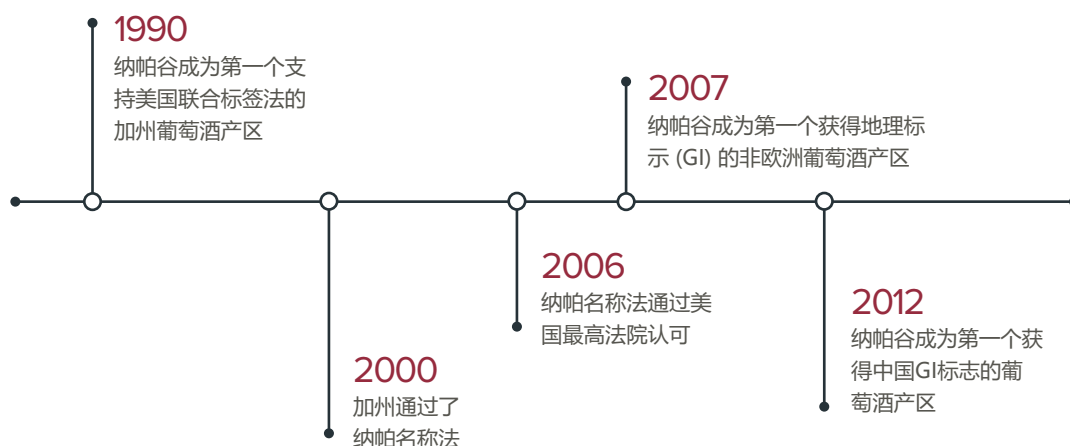 1990
纳帕谷成为第一个支
持美国联合标签法的
加州葡萄酒产区
2000
加州通过了
纳帕名称法
2006
纳帕名称法通过美
国最高法院认可
2007
纳帕谷成为第一个获得地理标
示 (GI) 的非欧洲葡萄酒产区
2012
纳帕谷成为第一个获
得中国GI标志的葡
萄酒产区